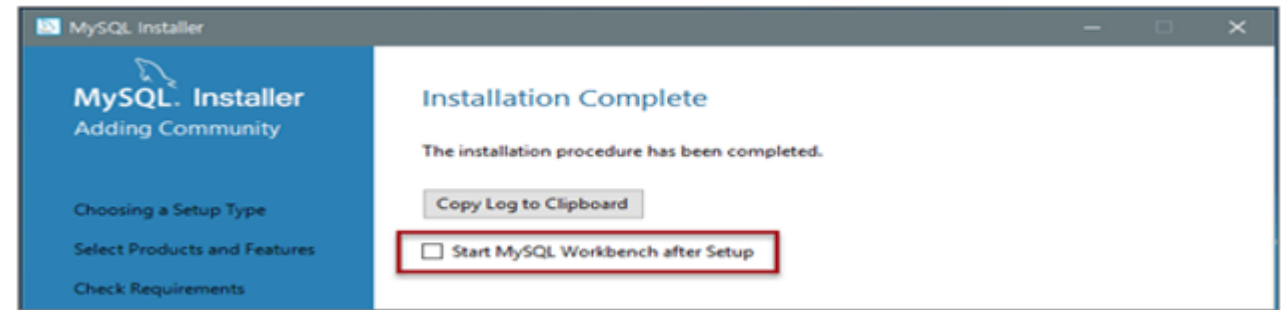 MySQL Installer
MySQL. Installer
Adding Community
Choosing a Setup Type
Select Products and Features
Check Requirements
Installation Complete
The installation procedure has been completed.
Copy Log to Clipboard
Start MySQL Workbench after Setup